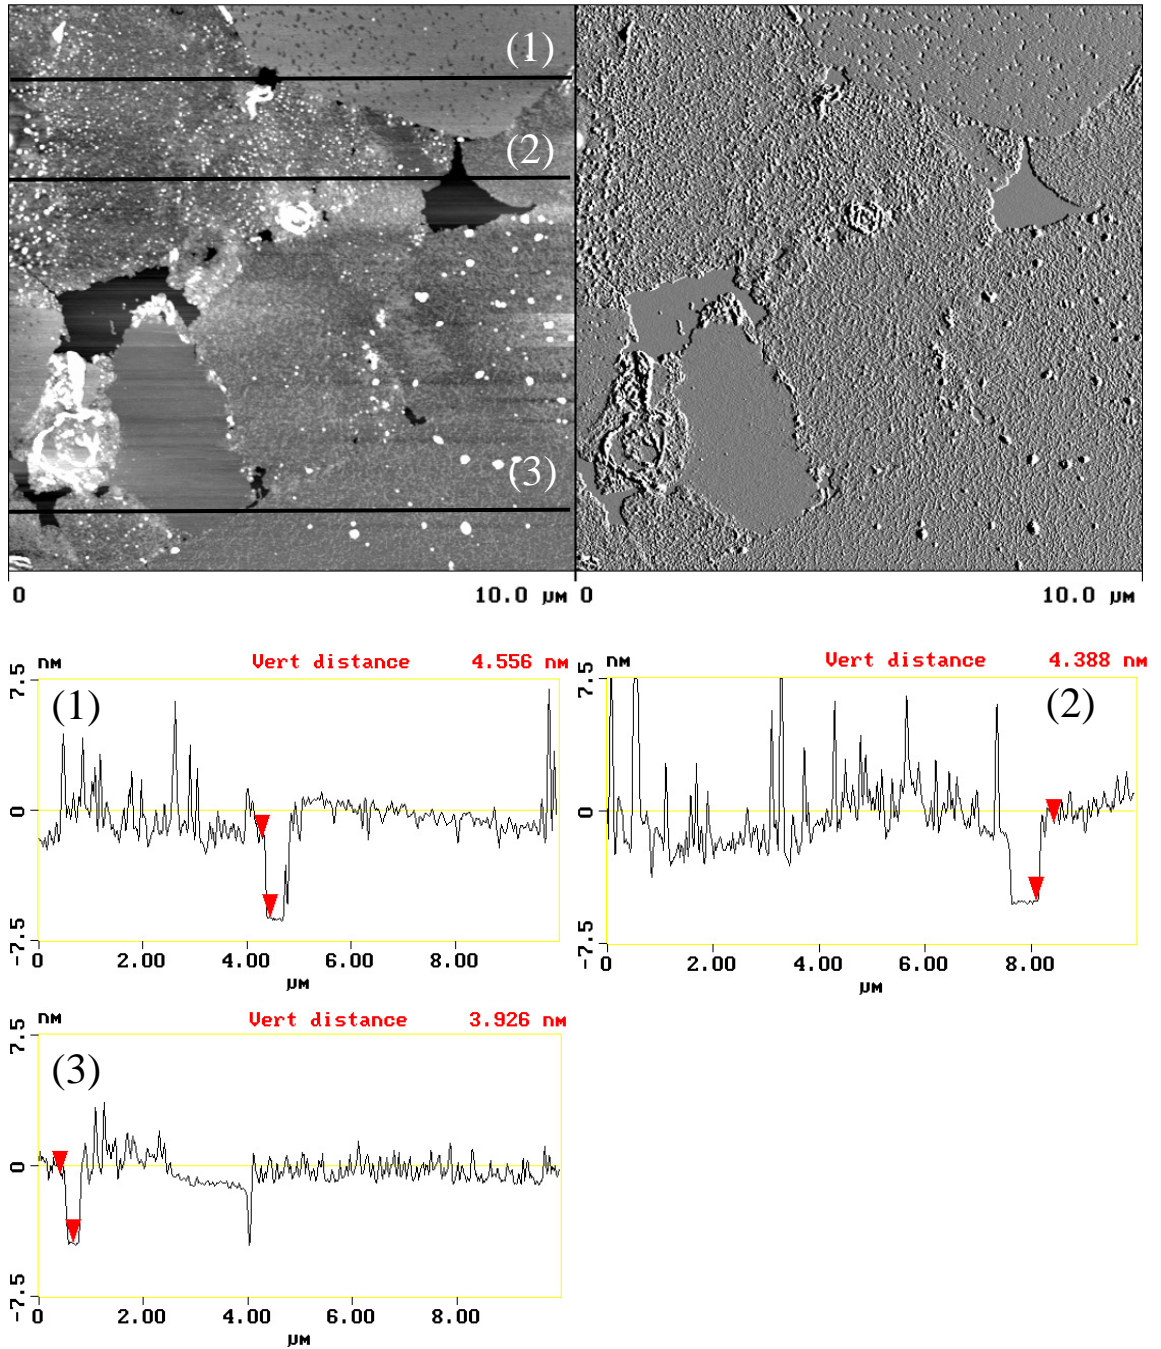 (1)
(2)
(3)
0 10.0 µM 0 10.0 µM
nm Vert distance 4.556 nm
7.5
(1)
0
-7.5
0 2.00 4.00 6.00 8.00
µM
nm Vert distance 4.388 nm
7.5
(2)
0
-7.5
0 2.00 4.00 6.00 8.00
µM
nm Vert distance 3.926 nm
7.5
(3)
0
-7.5
0 2.00 4.00 6.00 8.00
µM